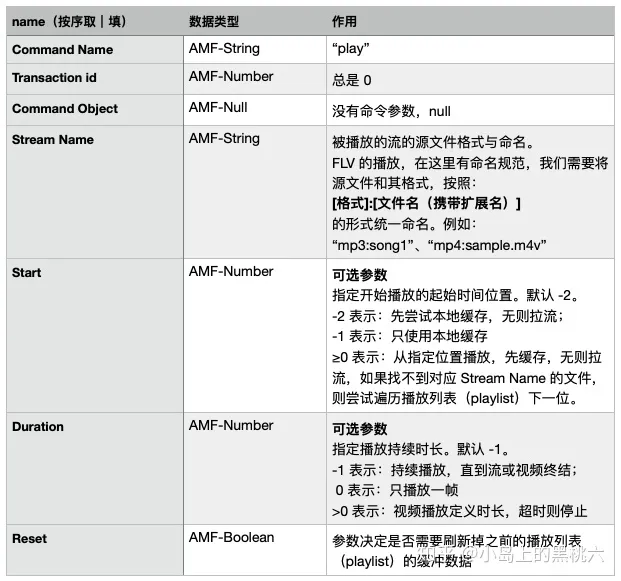 name（按序取｜填）	数据类型	作用
Command Name	AMF-String	“play”
Transaction id	AMF-Number	总是 0
Command Object	AMF-Null	没有命令参数，null
Stream Name	AMF-String	被播放的流的源文件格式与命名。
FLV 的播放，在这里有命名规范，我们需要将
源文件和其格式，按照：
[格式]:[文件名（携带扩展名）]
的形式统一命名。例如：
“mp3:song1”、“mp4:sample.m4v”
Start	AMF-Number	可选参数
指定开始播放的起始时间位置。默认 -2。
-2 表示：先尝试本地缓存，无则拉流；
-1 表示：只使用本地缓存
≥0 表示：从指定位置播放，先缓存，无则拉
流，如果找不到对应 Stream Name 的文件，
则尝试遍历播放列表（playlist）下一位。
Duration	AMF-Number	可选参数
指定播放持续时长。默认 -1。
-1 表示：持续播放，直到流或视频终结；
0 表示：只播放一帧
>0 表示：视频播放定义时长，超时则停止
Reset	AMF-Boolean	参数决定是否需要刷新掉之前的播放列表
（playlist）的缓冲数据
知乎 @小岛上的黑桃六